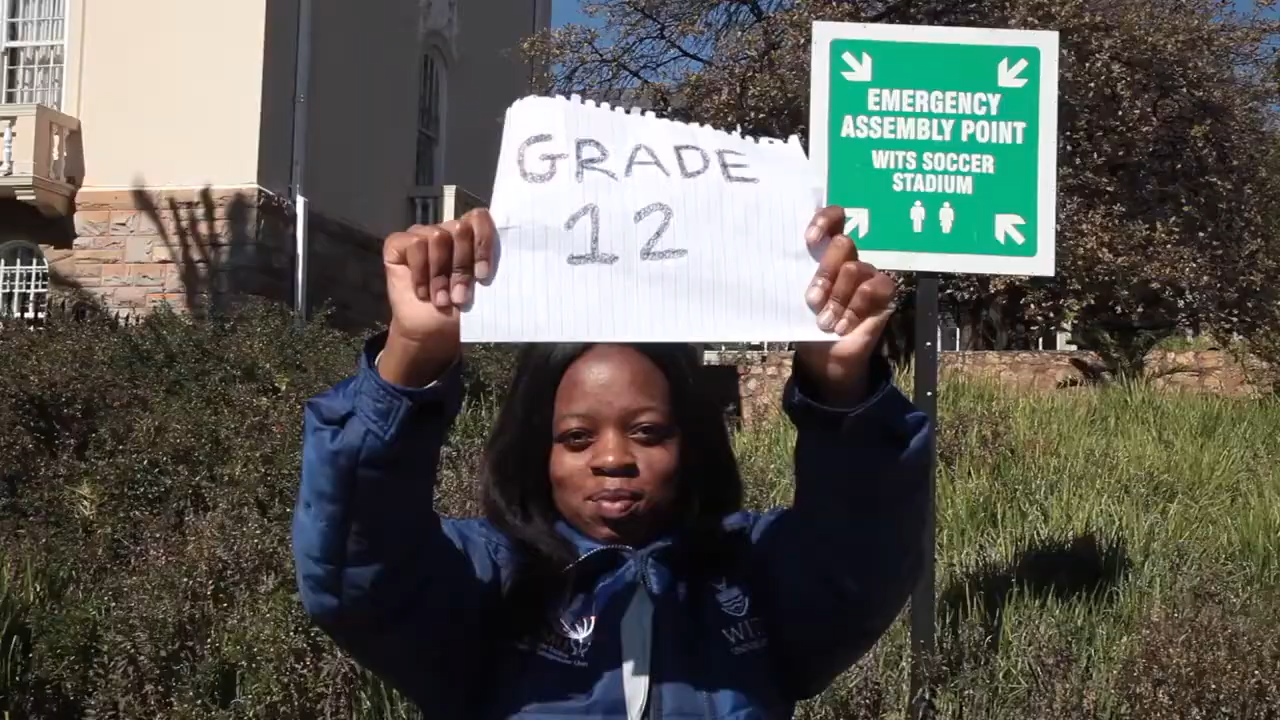 GRADE
12
EMERGENCY
ASSEMBLY POINT
WITS SOCCER
STADIUM